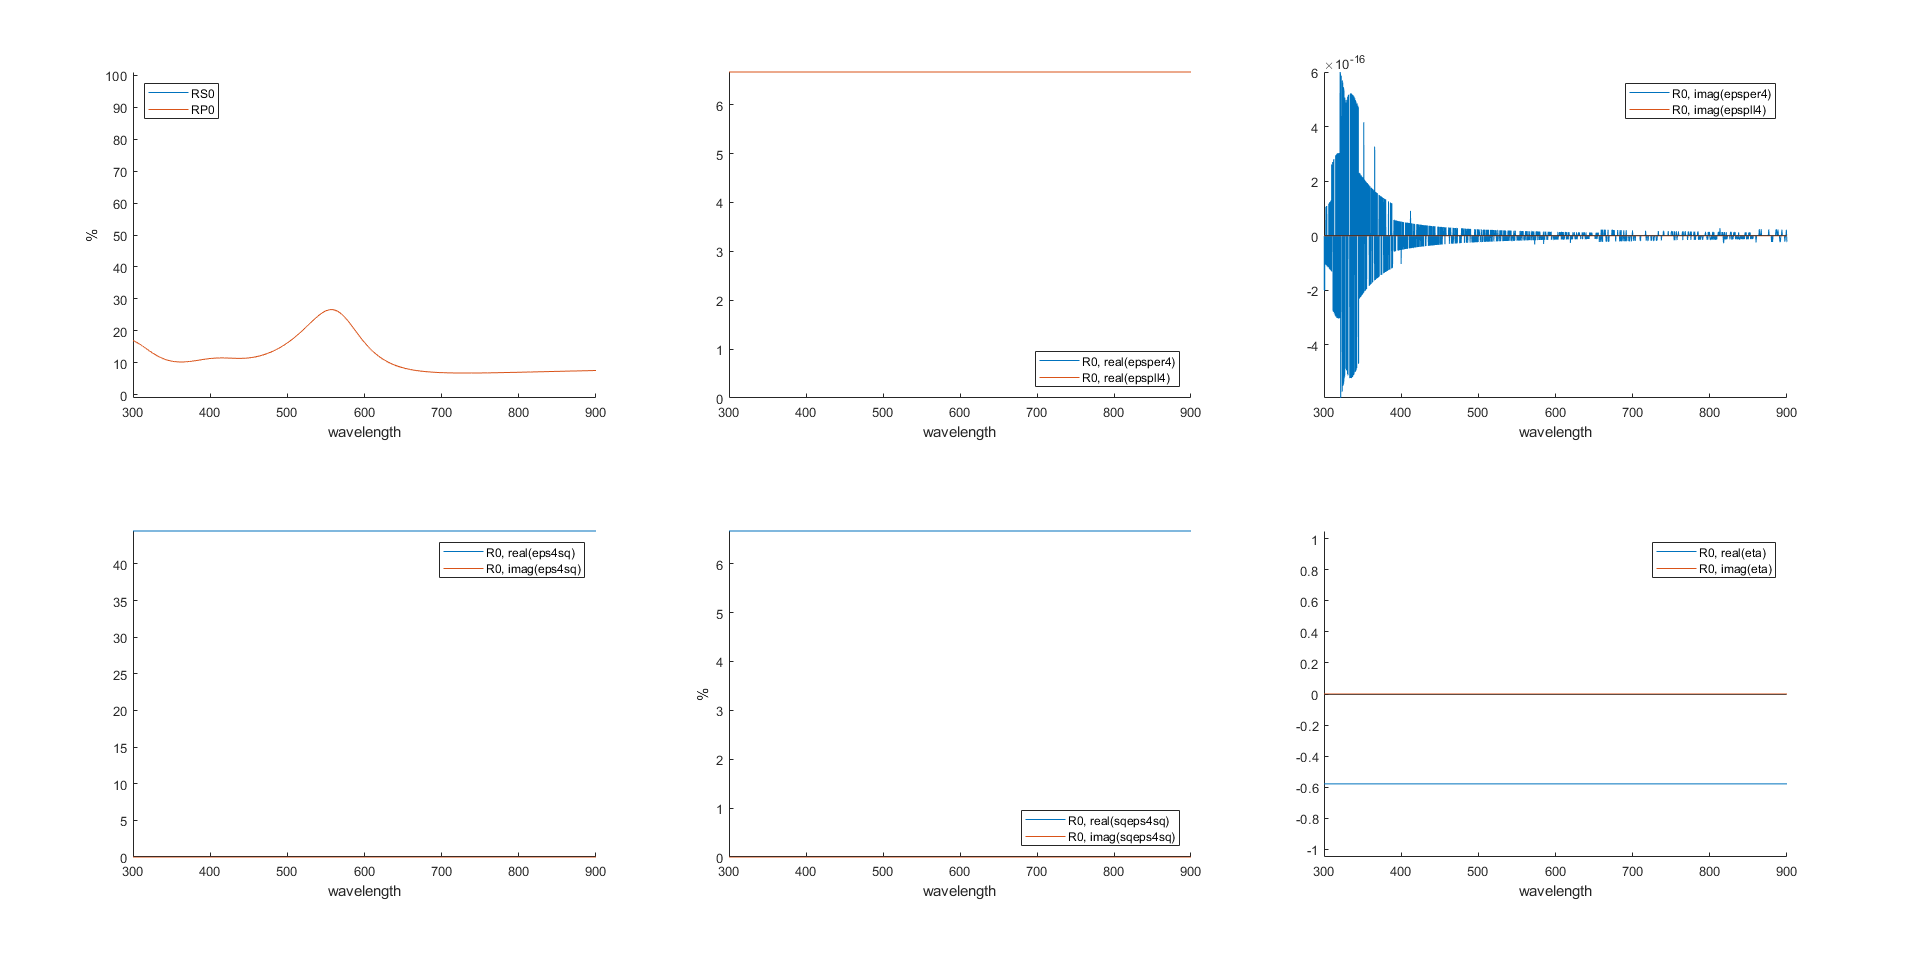 100
90
80
70
60
50
40
30
20
10
0
%
RS0
RP0
300 400 500 600 700 800 900
wavelength
6
5
4
3
2
1
0
R0, real(epsper4)
R0, real(epspll4)
300 400 500 600 700 800 900
wavelength
×10-16
6
4
2
0
-2
-4
R0, imag(epsper4)
R0, imag(epspll4)
300 400 500 600 700 800 900
wavelength
40
35
30
25
20
15
10
5
0
R0, real(eps4sq)
R0, imag(eps4sq)
300 400 500 600 700 800 900
wavelength
6
5
4
3
2
1
0
%
R0, real(sqeps4sq)
R0, imag(sqeps4sq)
300 400 500 600 700 800 900
wavelength
1
0.8
0.6
0.4
0.2
0
-0.2
-0.4
-0.6
-0.8
-1
R0, real(eta)
R0, imag(eta)
300 400 500 600 700 800 900
wavelength